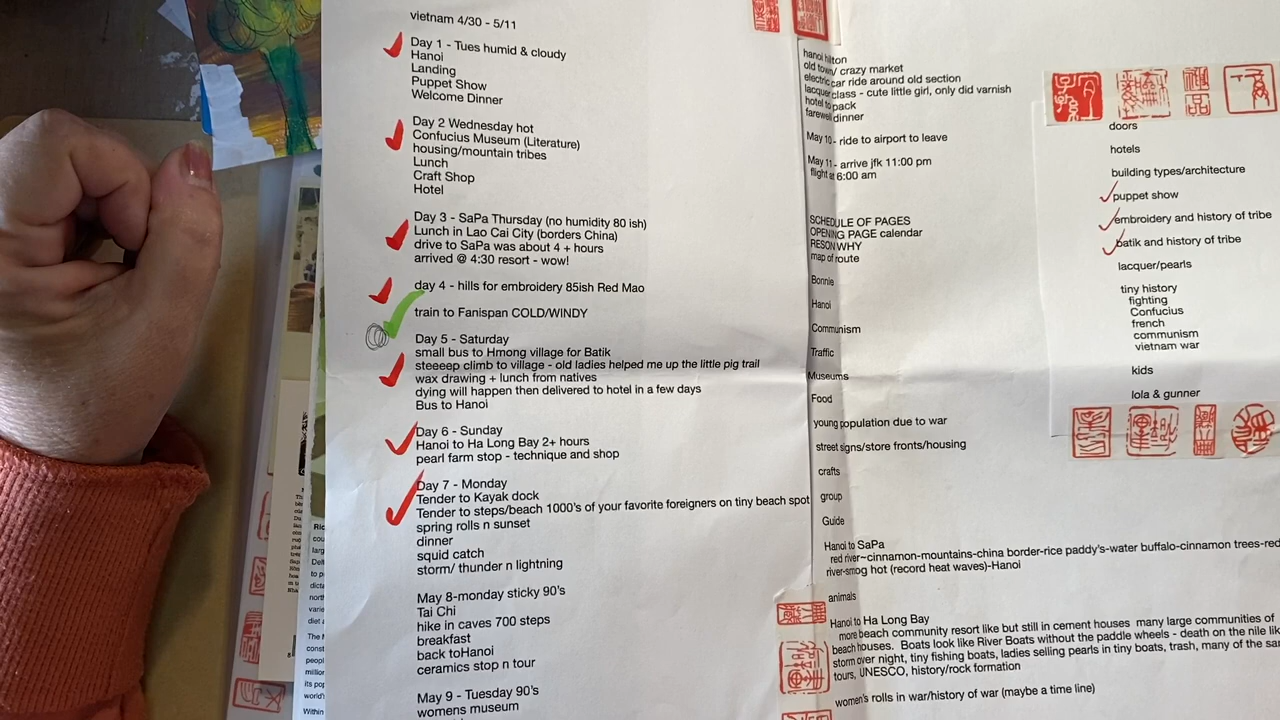 vietnam 4/30 - 5/11
Day 1 - Tues humid & cloudy
Hanoi
Landing
Puppet Show
Welcome Dinner
Day 2 Wednesday hot
Confucius Museum (Literature)
housing/mountain tribes
Lunch
Craft Shop
Hotel
Day 3 - SaPa Thursday (no humidity 80 ish)
Lunch in Lao Cai City (borders China)
drive to SaPa was about 4 + hours
arrived @ 4:30 resort - wow!
day 4 - hills for embroidery 85ish Red Mao
train to Fanispan COLD/WINDY
Day 5 - Saturday
small bus to Hmong village for Batik
steeeep climb to village - old ladies helped me up the little pig trail
wax drawing + lunch from natives
dying will happen then delivered to hotel in a few days
Bus to Hanoi
Day 6 - Sunday
Hanoi to Ha Long Bay 2+ hours
pearl farm stop - technique and shop
Day 7 - Monday
Tender to Kayak dock
Tender to steps/beach 1000's of your favorite foreigners on tiny beach spot
spring rolls n sunset
dinner
squid catch
storm/ thunder n lightning
May 8-monday sticky 90's
Tai Chi
hike in caves 700 steps
breakfast
back toHanoi
ceramics stop n tour
May 9 - Tuesday 90's
womens museum
hanoi hilton
old town/ crazy market
electric car ride around old section
lacquer class - cute little girl, only did varnish
hotel to pack
farewell dinner
May 10 - ride to airport to leave
May 11 - arrive jfk 11:00 pm
flight at 6:00 am
SCHEDULE OF PAGES
OPENING PAGE calendar
RESON WHY
map of route
Bonnie
Hanoi
Communism
Traffic
Museums
Food
young population due to war
street signs/store fronts/housing
crafts
group
Guide
Hanoi to SaPa
red river~cinnamon-mountains-china border-rice paddy's-water buffalo-cinnamon trees-red
river-smog hot (record heat waves)-Hanoi
animals
Hanoi to Ha Long Bay
more beach community resort like but still in cement houses many large communities of
beach houses. Boats look like River Boats without the paddle wheels - death on the nile
storm over night, tiny fishing boats, ladies selling pearls in tiny boats, trash, many of the
tours, UNESCO, history/rock formation
women's rolls in war/history of war (maybe a time line)
doors
hotels
building types/architecture
puppet show
embroidery and history of tribe
batik and history of tribe
lacquer/pearls
tiny history
fighting
Confucius
french
communism
vietnam war
kids
lola & gunner